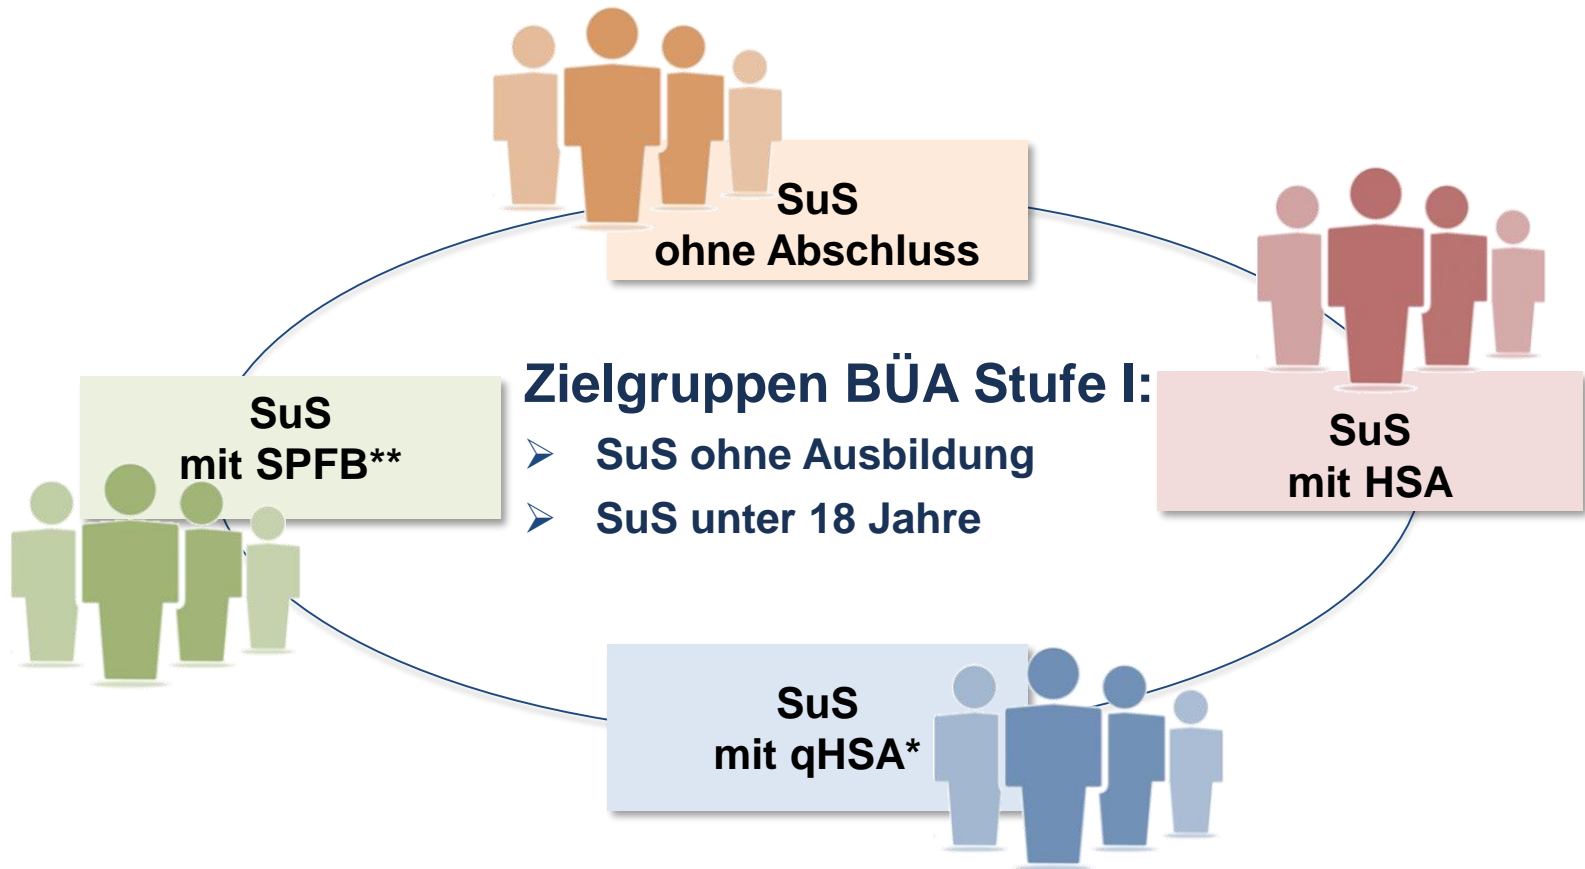 SuS
ohne Abschluss
Zielgruppen BÜA Stufe I:
➢ SuS ohne Ausbildung
➢ SuS unter 18 Jahre
SuS
mit SPFB**
SuS
mit HSA
SuS
mit qHSA*